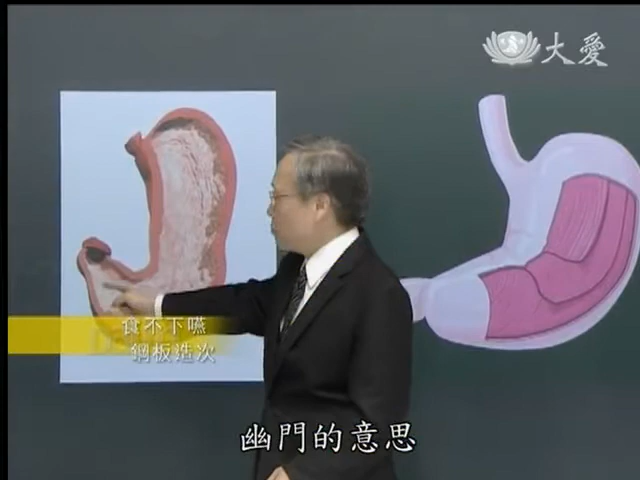 大愛
食不下嚥
鋼板造次
幽門的意思